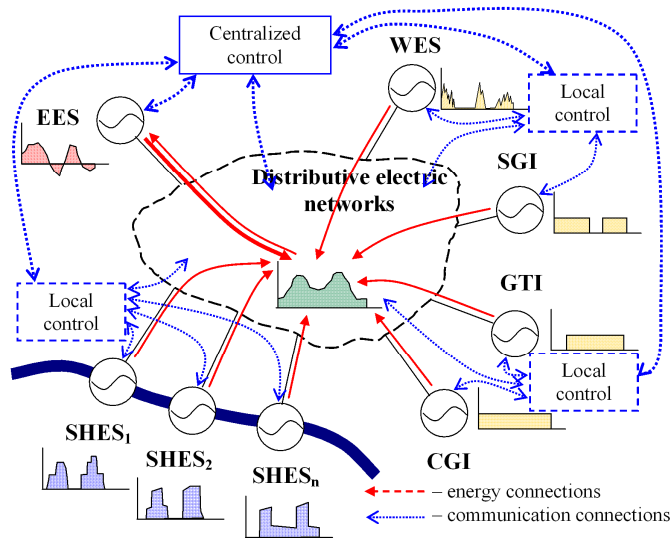 Centralized
control
WES
EES
Local
control
SGI
Distributive electric
networks
GTI
Local
control
Local
control
SHES1
SHES2
SHESn
CGI
– energy connections
– communication connections